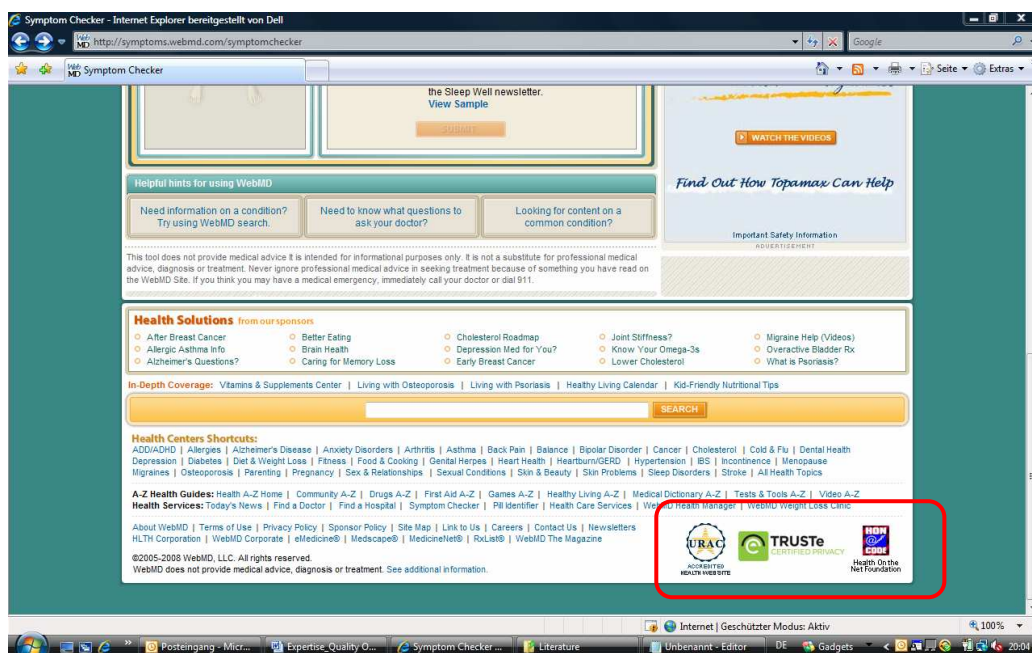 Symptom Checker - Internet Explorer bereitgestellt von Dell
http://symptoms.webmd.com/symptomchecker
Google
Symptom Checker
Seite
Extras
the Sleep Well newsletter.
View Sample
SUBMIT
WATCH THE VIDEOS
Find Out How Topamax Can Help
Important Safety Information
ADVERTISEMENT
Helpful hints for using WebMD
Need information on a condition? Try using WebMD search.
Need to know what questions to ask your doctor?
Looking for content on a common condition?
This tool does not provide medical advice It is intended for informational purposes only. It is not a substitute for professional medical
advice, diagnosis or treatment. Never ignore professional medical advice in seeking treatment because of something you have read on
the WebMD Site. If you think you may have a medical emergency, immediately call your doctor or dial 911.
Health Solutions from our sponsors
After Breast Cancer
Better Eating
Cholesterol Roadmap
Joint Stiffness?
Migraine Help (Videos)
Allergic Asthma Info
Brain Health
Depression Med for You?
Know Your Omega-3s
Overactive Bladder Rx
Alzheimer's Questions?
Caring for Memory Loss
Early Breast Cancer
Lower Cholesterol
What is Psoriasis?
In-Depth Coverage: Vitamins & Supplements Center | Living with Osteoporosis | Living with Psoriasis | Healthy Living Calendar | Kid-Friendly Nutritional Tips
SEARCH
Health Centers Shortcuts:
ADD/ADHD | Allergies | Alzheimer's Disease | Anxiety Disorders | Arthritis | Asthma | Back Pain | Balance | Bipolar Disorder | Cancer | Cholesterol | Cold & Flu | Dental Health
Depression | Diabetes | Diet & Weight Loss | Fitness | Food & Cooking | Genital Herpes | Heart Health | Heartburn/GERD | Hypertension | IBS | Incontinence | Menopause
Migraines | Osteoporosis | Parenting | Pregnancy | Sex & Relationships | Sexual Conditions | Skin & Beauty | Skin Problems | Sleep Disorders | Stroke | All Health Topics
A-Z Health Guides: Health A-Z Home | Community A-Z | Drugs A-Z | First Aid A-Z | Games A-Z | Healthy Living A-Z | Medical Dictionary A-Z | Tests & Tools A-Z | Video A-Z
Health Services: Today's News | Find a Doctor | Find a Hospital | Symptom Checker | Pill Identifier | Health Care Services | WebMD Health Manager | WebMD Weight Loss Clinic
About WebMD | Terms of Use | Privacy Policy | Sponsor Policy | Site Map | Link to Us | Careers | Contact Us | Newsletters
HLTH Corporation | WebMD Corporate | eMedicine® | Medscape® | MedicineNet® | RxList® | WebMD The Magazine
©2005-2008 WebMD, LLC. All rights reserved.
WebMD does not provide medical advice, diagnosis or treatment. See additional information.
URAC
ACCREDITED
HEALTH WEB SITE
TRUSTe
CERTIFIED PRIVACY
HON
CODE
Health On the
Net Foundation
Internet | Geschützter Modus: Aktiv
100%
Posteingang - Micr...
Expertise_Quality O...
Symptom Checker ...
Literature
Unbenannt - Editor
DE
Gadgets
20:04